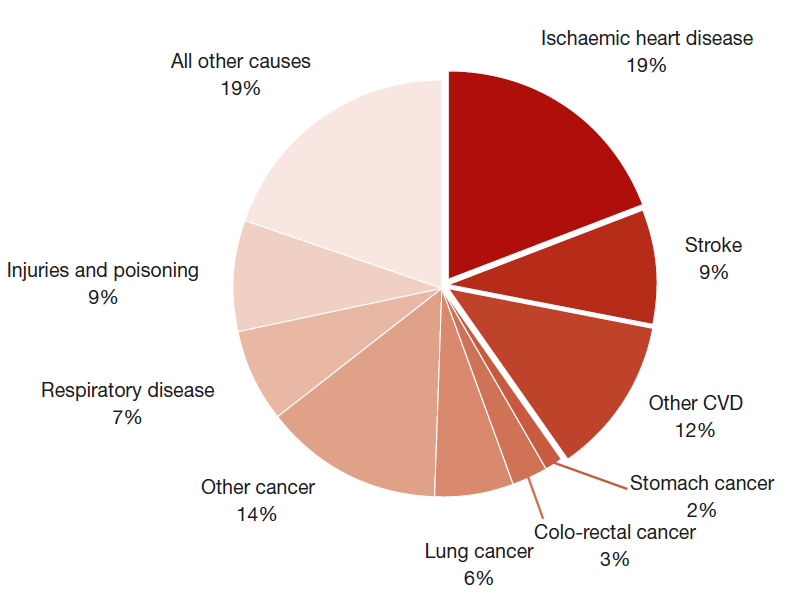 Ischaemic heart disease
19%
All other causes
19%
Stroke
9%
Injuries and poisoning
9%
Respiratory disease
7%
Other CVD
12%
Other cancer
14%
Stomach cancer
2%
Colo-rectal cancer
3%
Lung cancer
6%